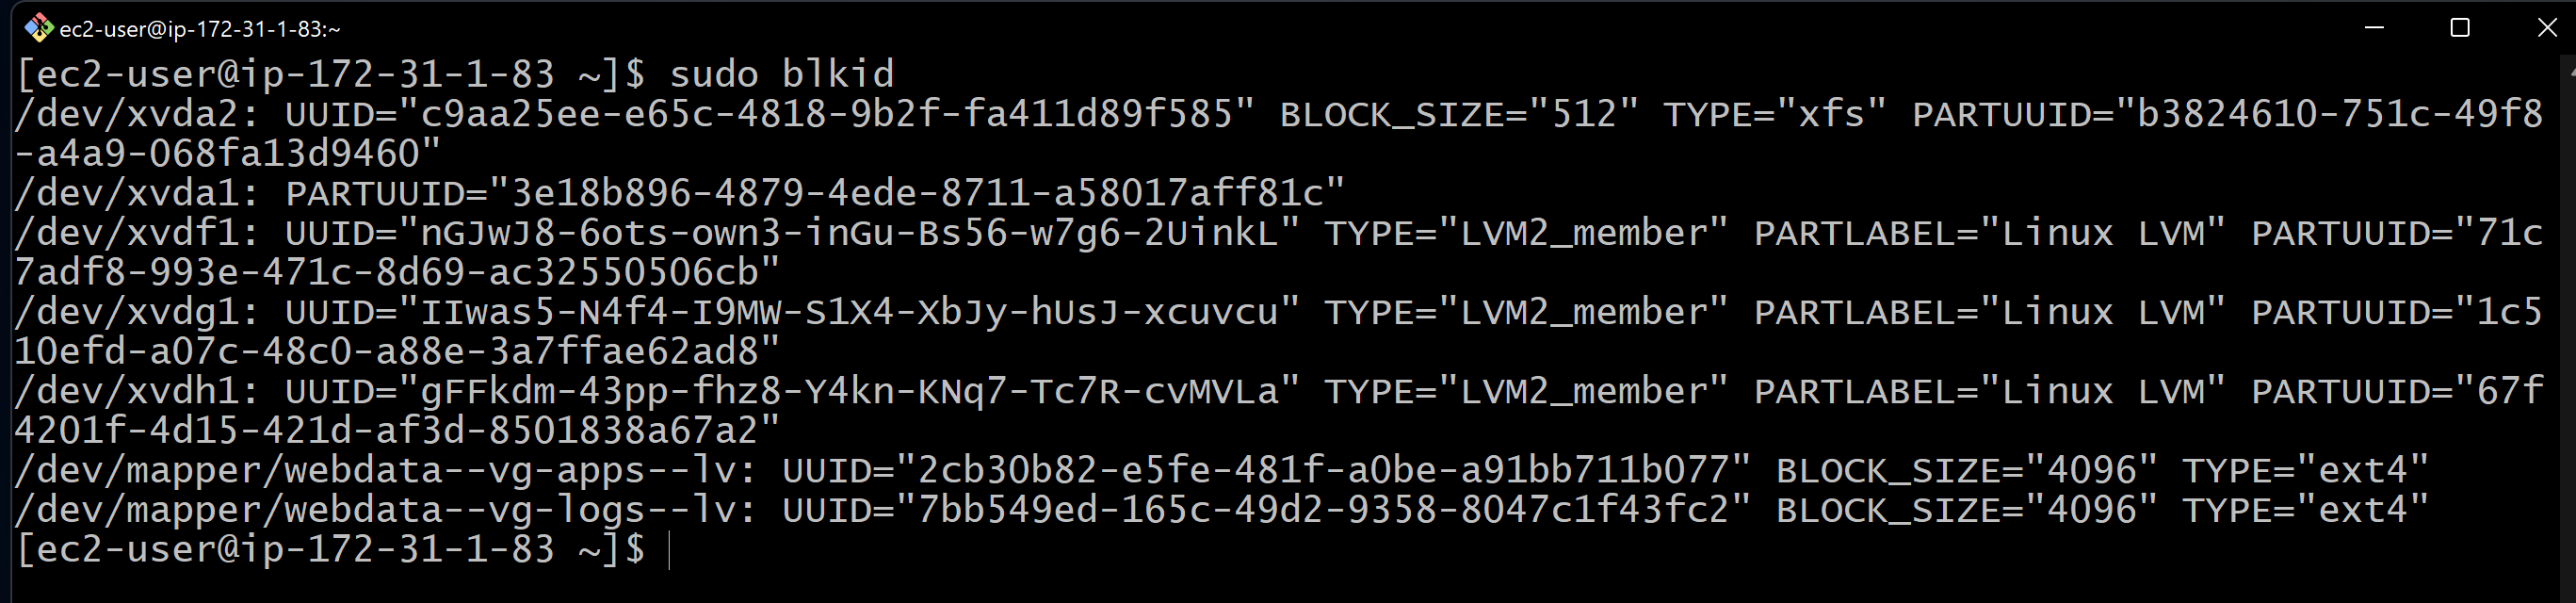 ec2-user@ip-172-31-1-83:~
[ec2-user@ip-172-31-1-83 ~]$ sudo blkid
/dev/xvda2: UUID="c9aa25ee-e65c-4818-9b2f-fa411d89f585" BLOCK_SIZE="512" TYPE="xfs" PARTUUID="b3824610-751c-49f8
-a4a9-068fa13d9460"
/dev/xvda1: PARTUUID="3e18b896-4879-4ede-8711-a58017aff81c"
/dev/xvdf1: UUID="nGJwJ8-6ots-own3-inGu-Bs56-w7g6-2UinkL" TYPE="LVM2_member" PARTLABEL="Linux LVM" PARTUUID="71c
7adf8-993e-471c-8d69-ac32550506cb"
/dev/xvdg1: UUID="IIwas5-N4f4-I9MW-S1X4-XbJy-hUsJ-xcuvcu" TYPE="LVM2_member" PARTLABEL="Linux LVM" PARTUUID="1c5
10efd-a07c-48c0-a88e-3a7ffae62ad8"
/dev/xvdh1: UUID="gFFkdm-43pp-fhz8-Y4kn-KNq7-Tc7R-cvMVLa" TYPE="LVM2_member" PARTLABEL="Linux LVM" PARTUUID="67f
4201f-4d15-421d-af3d-8501838a67a2"
/dev/mapper/webdata--vg-apps--lv: UUID="2cb30b82-e5fe-481f-a0be-a91bb711b077" BLOCK_SIZE="4096" TYPE="ext4"
/dev/mapper/webdata--vg-logs--lv: UUID="7bb549ed-165c-49d2-9358-8047c1f43fc2" BLOCK_SIZE="4096" TYPE="ext4"
[ec2-user@ip-172-31-1-83 ~]$